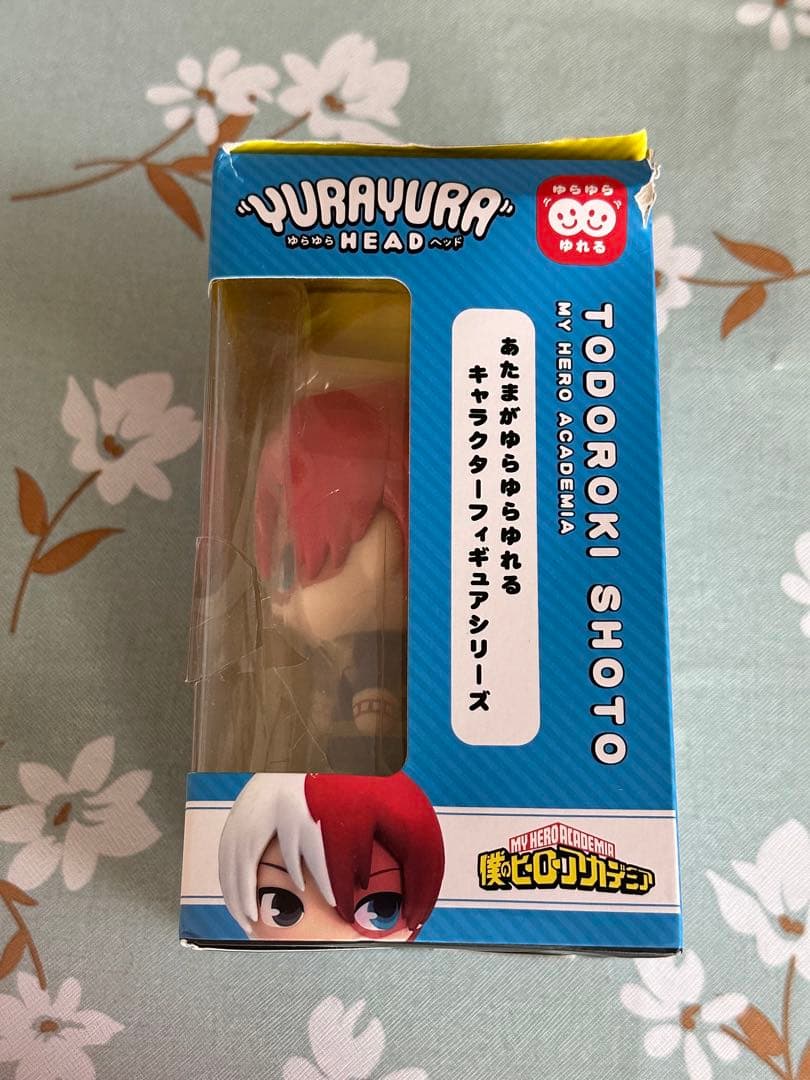 YURAYURA
ゆらゆら HEAD ヘッド
ゆらゆら
ゆれる
TODOROKI SHOTO
MY HERO ACADEMIA
あたまがゆらゆらゆれる
キャラクターフィギュアシリーズ
MY HERO ACADEMIA
僕のヒーローアカデミア